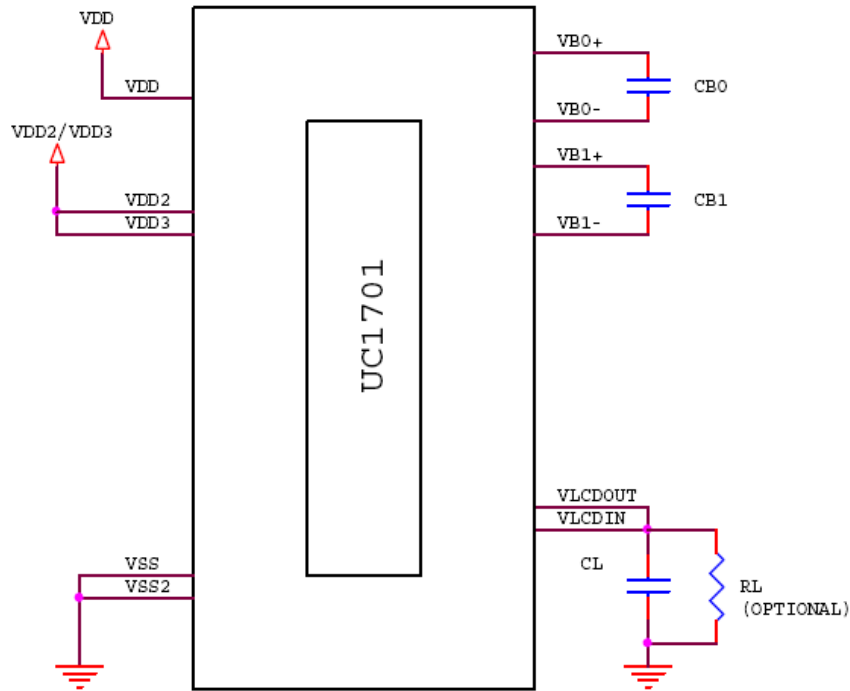 VDD
VDD
VDD2/VDD3
VDD2
VDD3
VSS
VSS2
UC1701
VB0+
VB0-
CB0
VB1+
VB1-
CB1
VLCDOUT
VLCDIN
CL
RL
(OPTIONAL)